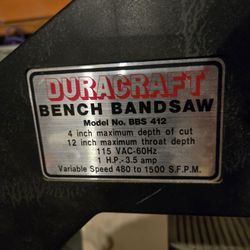 DURACRAFT
BENCH BANDSAW
Model No. BBS 412
4 inch maximum depth of cut
12 inch maximum throat depth
115 VAC-60Hz
1 H.P.-3.5 amp
Variable Speed 480 to 1500 S.F.P.M.